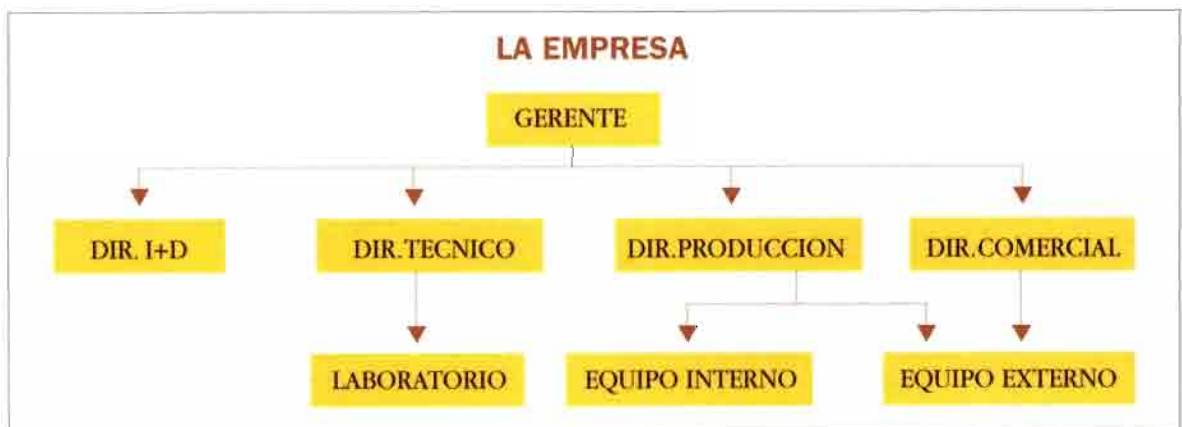 LA EMPRESA
GERENTE
DIR. I+D
DIR.TECNICO
DIR.PRODUCCION
DIR.COMERCIAL
LABORATORIO
EQUIPO INTERNO
EQUIPO EXTERNO